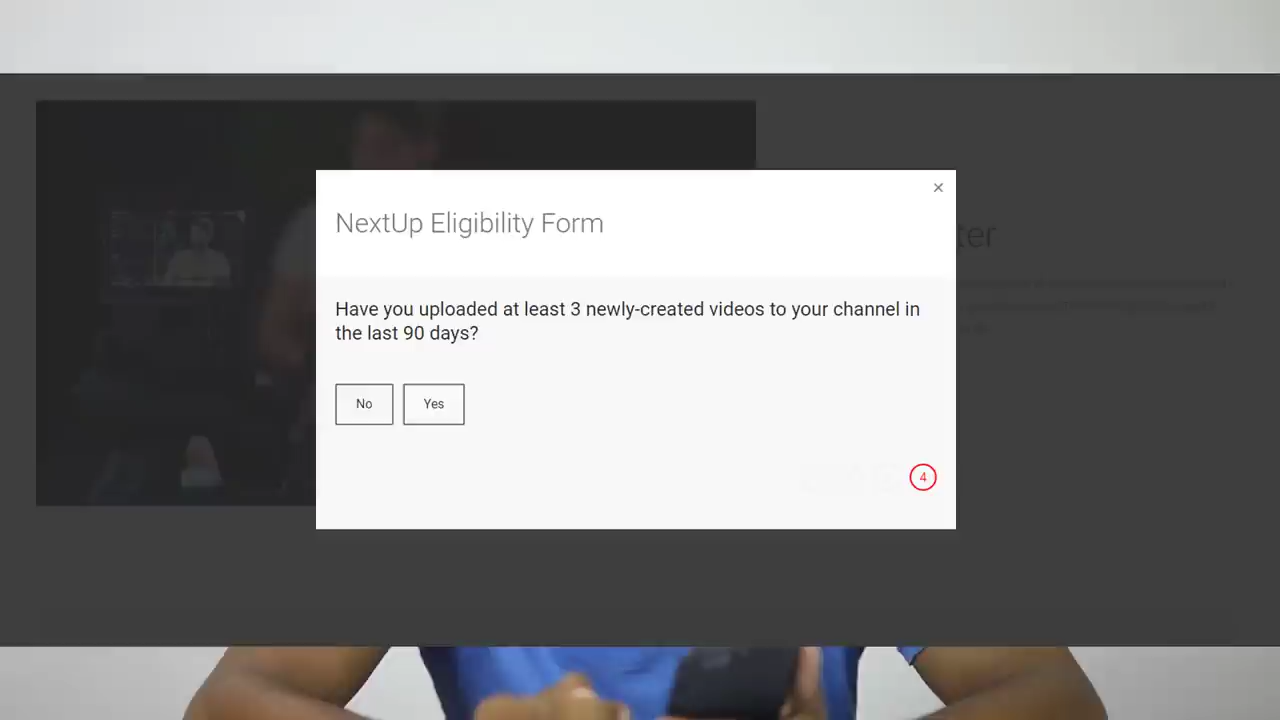 ×
NextUp Eligibility Form
ter
Have you uploaded at least 3 newly-created videos to your channel in
the last 90 days?
No
Yes
4